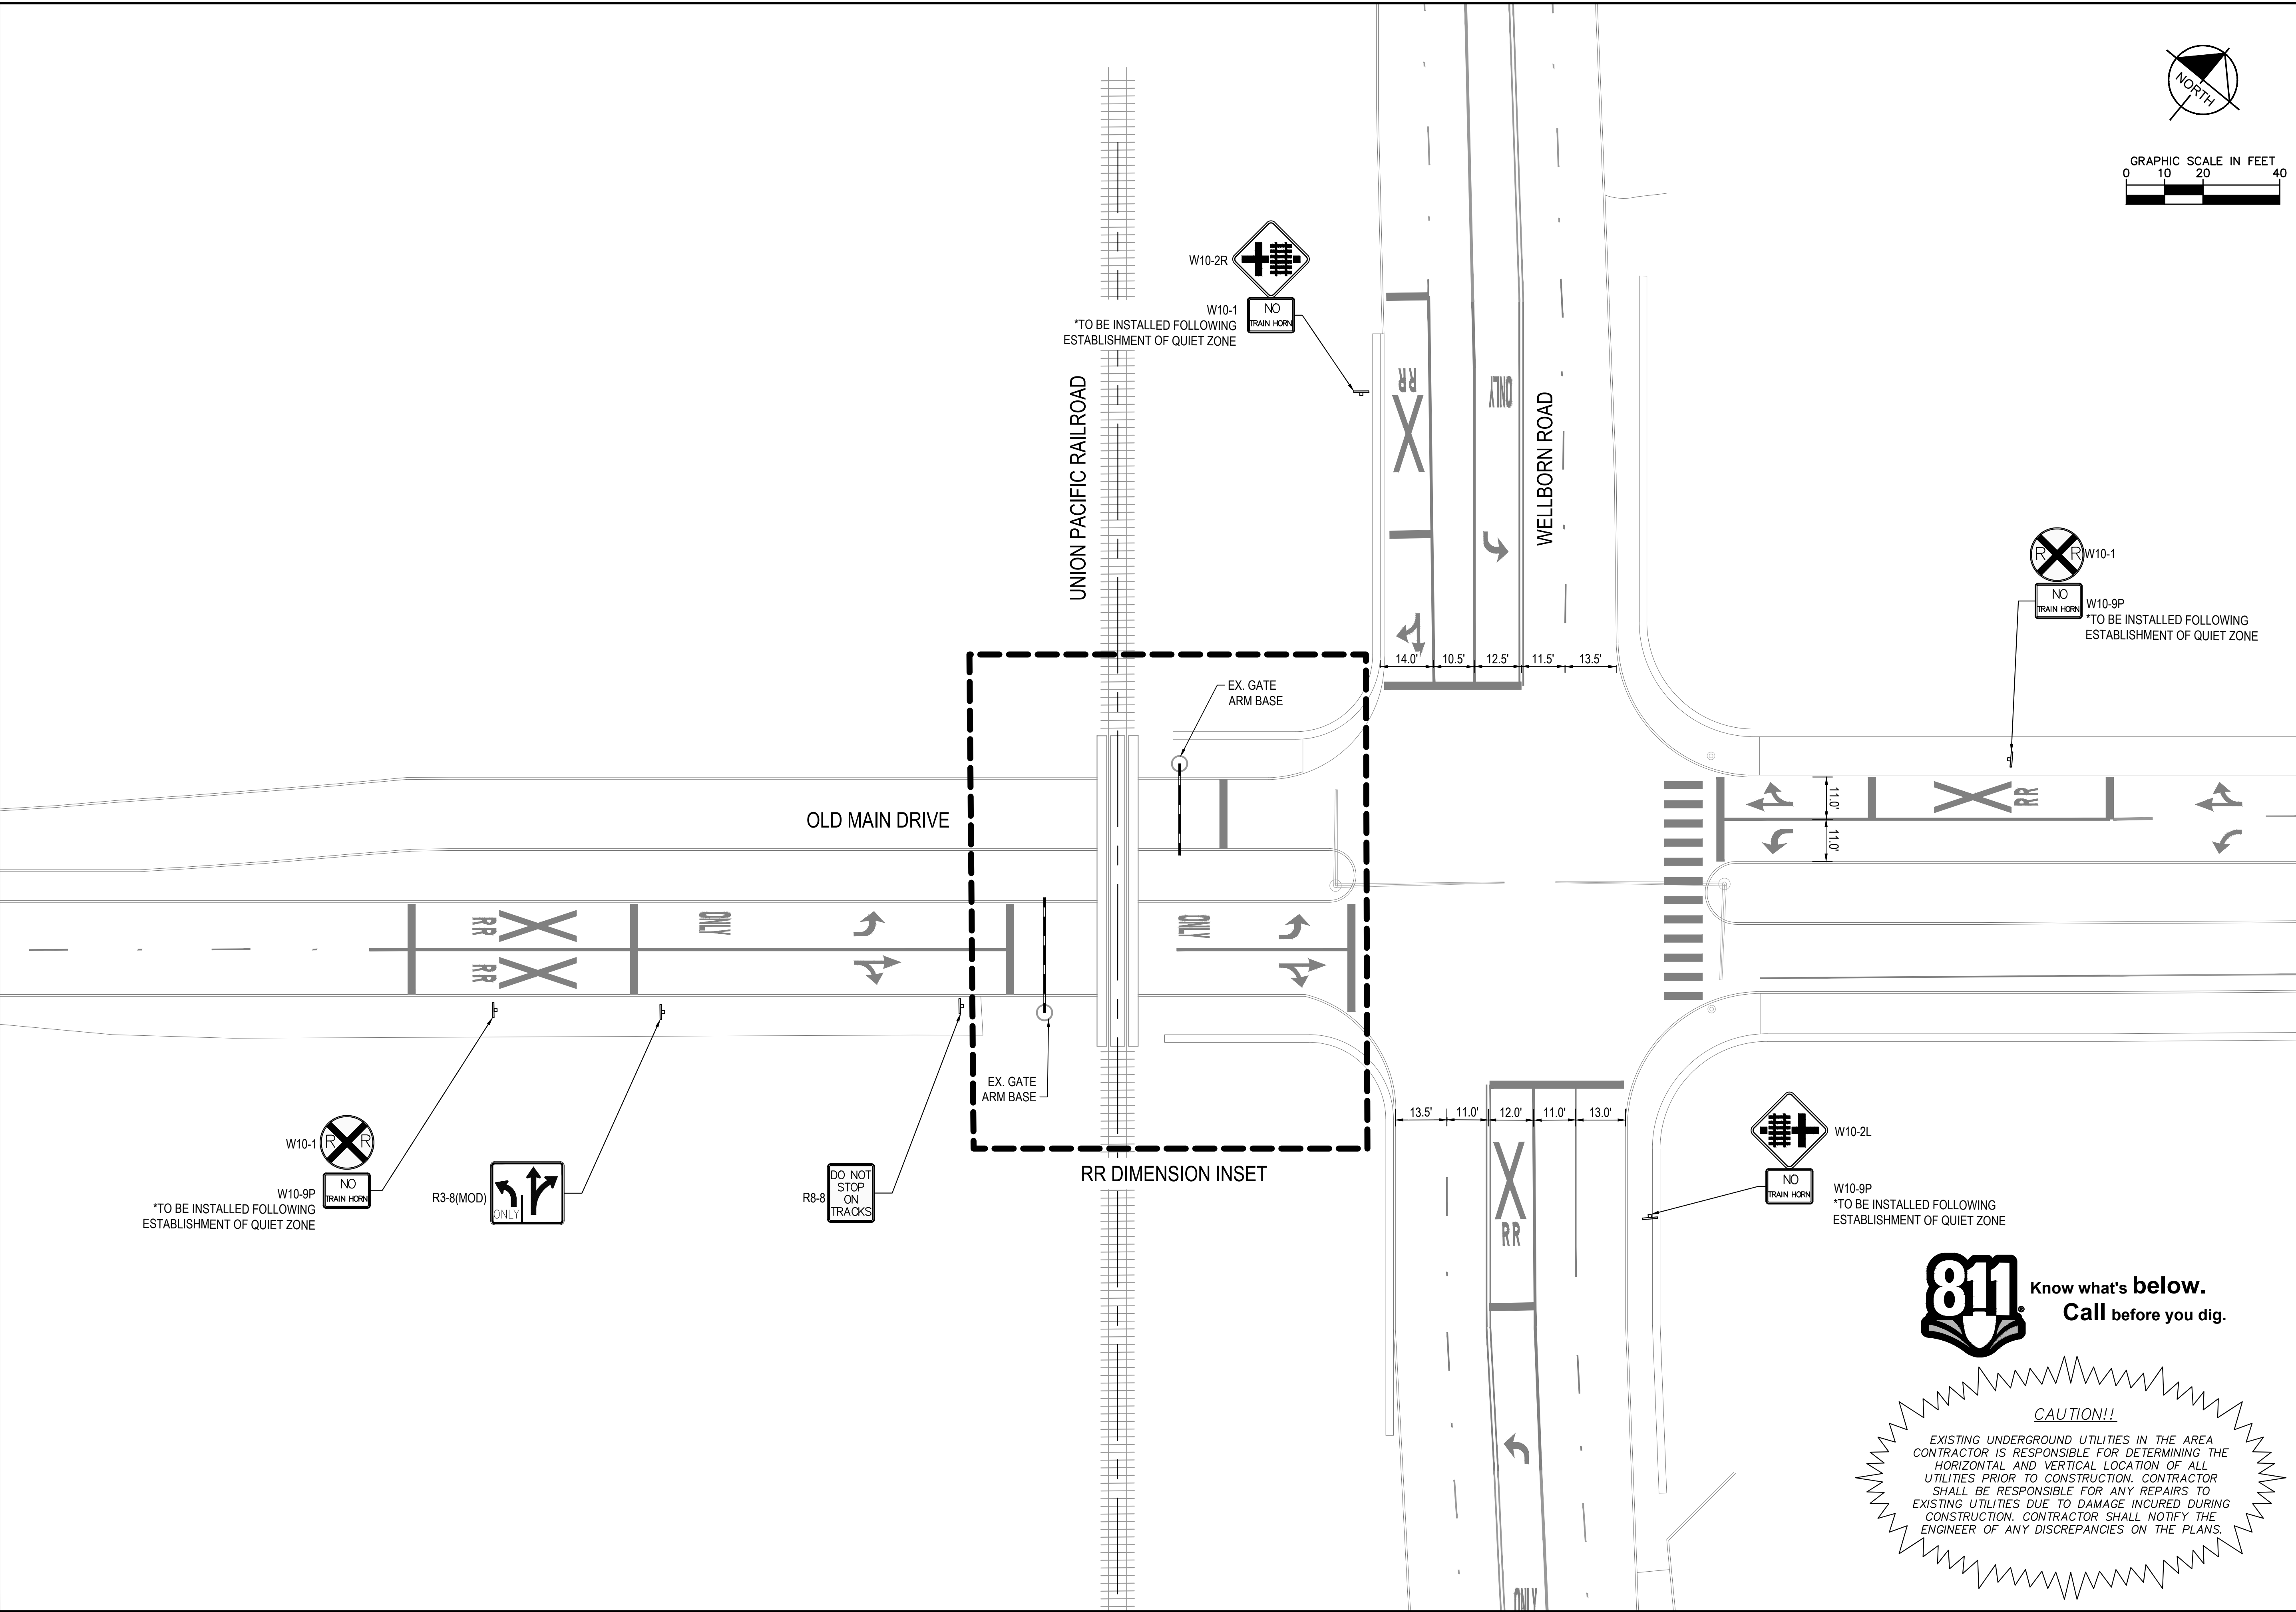 NORTH
GRAPHIC SCALE IN FEET
0 10 20 40
W10-2R
W10-1
*TO BE INSTALLED FOLLOWING
ESTABLISHMENT OF QUIET ZONE
NO
TRAIN HORN
UNION PACIFIC RAILROAD
RR
ONLY
WELLBORN ROAD
R R
W10-1
NO
TRAIN HORN
W10-9P
*TO BE INSTALLED FOLLOWING
ESTABLISHMENT OF QUIET ZONE
14.0' 10.5' 12.5' 11.5' 13.5'
EX. GATE
ARM BASE
OLD MAIN DRIVE
11.0'
11.0'
RR
RR
ONLY
RR
ONLY
EX. GATE
ARM BASE
13.5' 11.0' 12.0' 11.0' 13.0'
RR
ONLY
RR DIMENSION INSET
W10-1
R R
W10-9P
*TO BE INSTALLED FOLLOWING
ESTABLISHMENT OF QUIET ZONE
NO
TRAIN HORN
R3-8(MOD)
ONLY
R8-8
DO NOT
STOP
ON
TRACKS
W10-2L
NO
TRAIN HORN
W10-9P
*TO BE INSTALLED FOLLOWING
ESTABLISHMENT OF QUIET ZONE
811®
Know what's below.
Call before you dig.
CAUTION!!
EXISTING UNDERGROUND UTILITIES IN THE AREA
CONTRACTOR IS RESPONSIBLE FOR DETERMINING THE
HORIZONTAL AND VERTICAL LOCATION OF ALL
UTILITIES PRIOR TO CONSTRUCTION. CONTRACTOR
SHALL BE RESPONSIBLE FOR ANY REPAIRS TO
EXISTING UTILITIES DUE TO DAMAGE INCURED DURING
CONSTRUCTION. CONTRACTOR SHALL NOTIFY THE
ENGINEER OF ANY DISCREPANCIES ON THE PLANS.